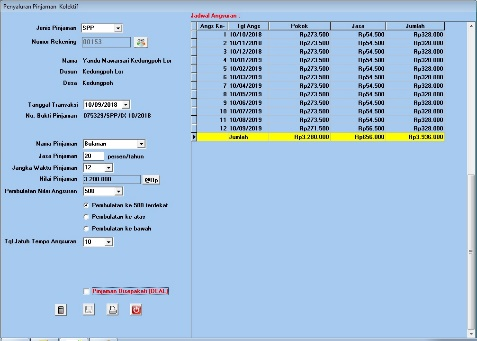 Penyaluran Pinjaman Kolektif
Jenis Pinjaman SPP
Nomor Rekening 00153
Nama Yandu Nawarsari Kedungpoh Lor
Dusun Kedungpoh Lor
Desa Kedungpoh
Tanggal Transaksi 10/09/2018
No. Bukti Pinjaman 075329/SPP/IX 10/2018
Nama Pinjaman Bukman
Jasa Pinjaman 20 persen/tahun
Jangka Waktu Pinjaman 12
Nilai Pinjaman 3.280.000 @Rp
Pembulatan Nilai Angsuran 500
Pembulatan ke 500 terdekat
Pembulatan ke atas
Pembulatan ke bawah
Tgl Jatuh Tempo Angsuran 10
Pinjaman Disepakati (DEAL)
Jadwal Angsuran :
Angs Ke- Tgl Angs Pokok Jasa Jumlah
1 10/10/2018 Rp273.500 Rp54.500 Rp328.000
2 10/11/2018 Rp273.500 Rp54.500 Rp328.000
3 10/12/2018 Rp273.500 Rp54.500 Rp328.000
4 10/01/2019 Rp273.500 Rp54.500 Rp328.000
5 10/02/2019 Rp273.500 Rp54.500 Rp328.000
6 10/03/2019 Rp273.500 Rp54.500 Rp328.000
7 10/04/2019 Rp273.500 Rp54.500 Rp328.000
8 10/05/2019 Rp273.500 Rp54.500 Rp328.000
9 10/06/2019 Rp273.500 Rp54.500 Rp328.000
10 10/07/2019 Rp273.500 Rp54.500 Rp328.000
11 10/08/2019 Rp273.500 Rp54.500 Rp328.000
12 10/09/2019 Rp271.500 Rp56.500 Rp328.000
Jumlah Rp3.280.000 Rp656.000 Rp3.936.000